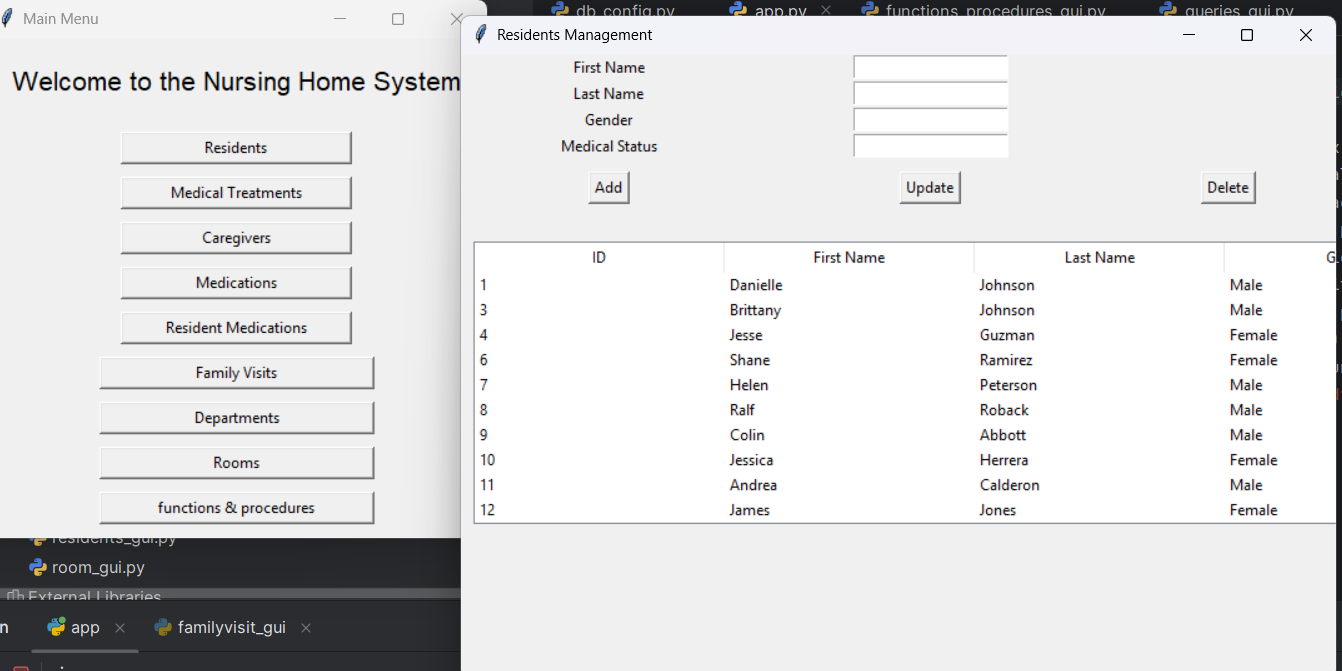 Main Menu
Welcome to the Nursing Home System
Residents
Medical Treatments
Caregivers
Medications
Resident Medications
Family Visits
Departments
Rooms
functions & procedures
residents_gui.py
room_gui.py
External Libraries
app
familyvisit_gui
db_config.py
app.py
functions_procedures_gui.py
queries_gui.py
Residents Management
First Name
Last Name
Gender
Medical Status
Add Update Delete
ID First Name Last Name
1 Danielle Johnson Male
3 Brittany Johnson Male
4 Jesse Guzman Female
6 Shane Ramirez Female
7 Helen Peterson Male
8 Ralf Roback Male
9 Colin Abbott Male
10 Jessica Herrera Female
11 Andrea Calderon Male
12 James Jones Female